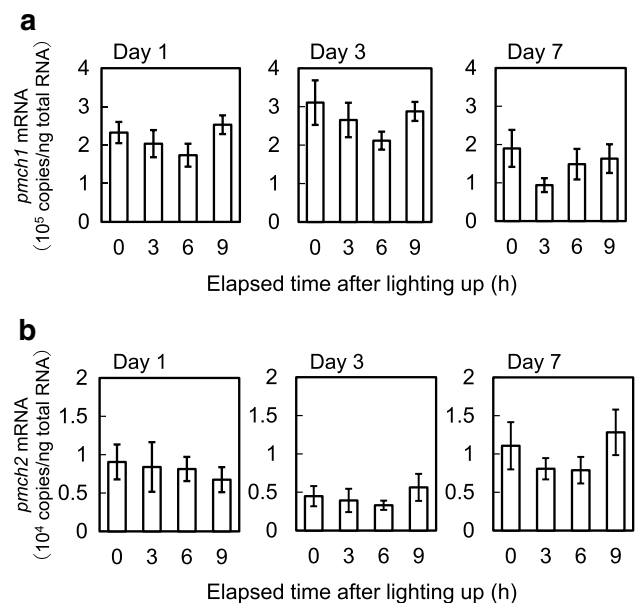 a
Day 1 Day 3 Day 7
pmch1 mRNA
(10⁵ copies/ng total RNA)
4 4 4
3 3 3
2 2 2
1 1 1
0 0 0
0 3 6 9 0 3 6 9 0 3 6 9
Elapsed time after lighting up (h)
b
Day 1 Day 3 Day 7
pmch2 mRNA
(10⁴ copies/ng total RNA)
2 2 2
1.5 1.5 1.5
1 1 1
0.5 0.5 0.5
0 0 0
0 3 6 9 0 3 6 9 0 3 6 9
Elapsed time after lighting up (h)